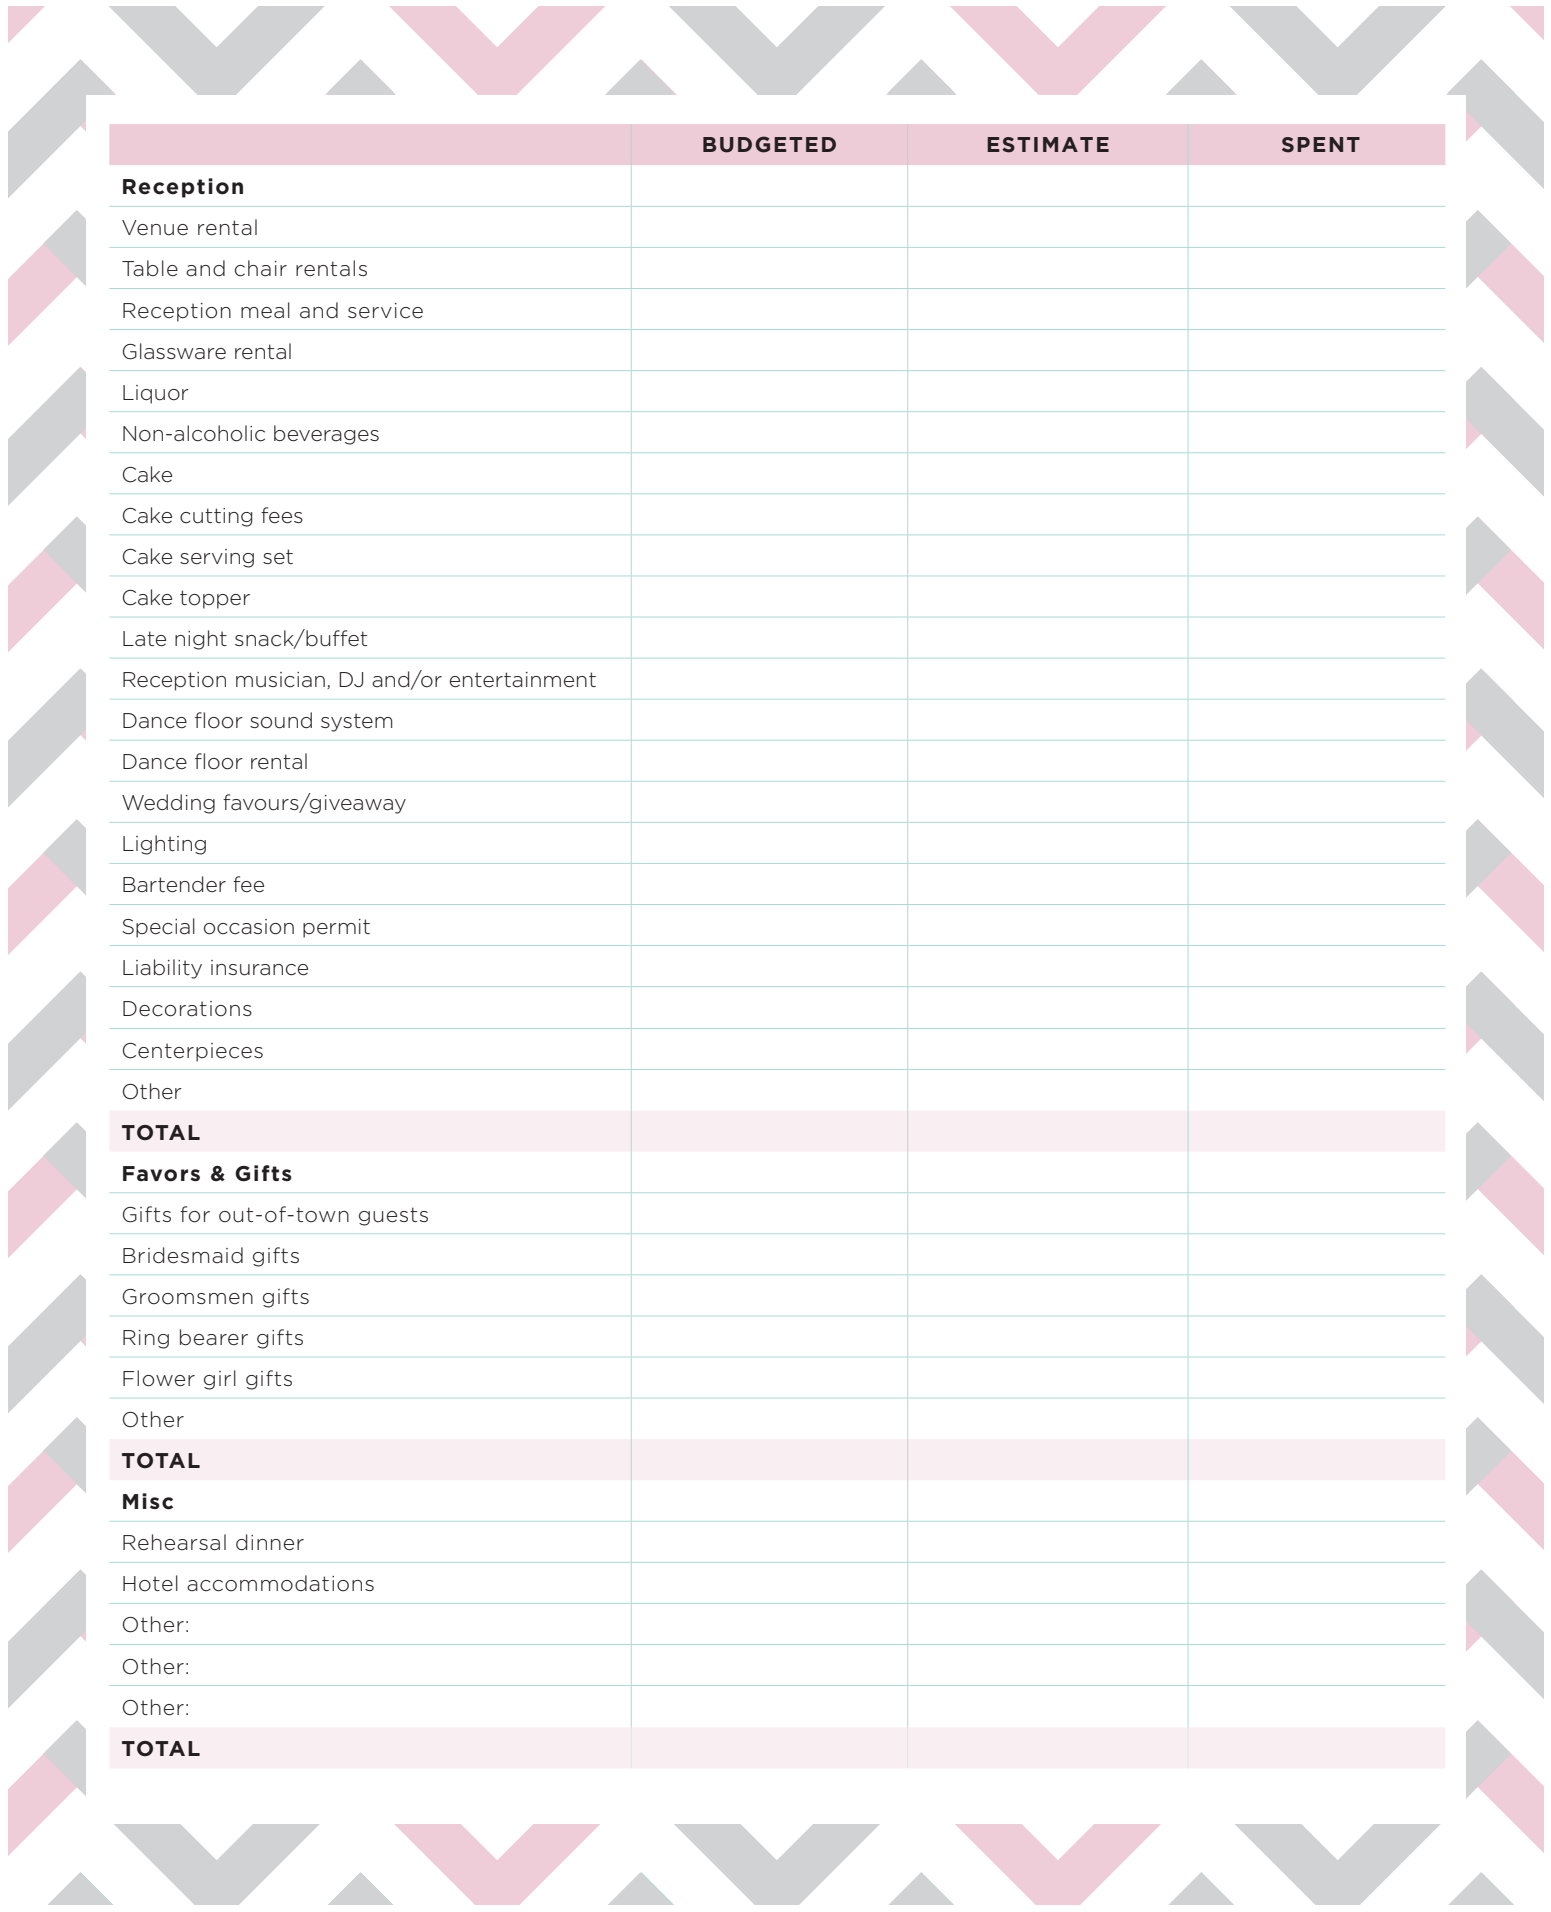 BUDGETED ESTIMATE SPENT
Reception
Venue rental
Table and chair rentals
Reception meal and service
Glassware rental
Liquor
Non-alcoholic beverages
Cake
Cake cutting fees
Cake serving set
Cake topper
Late night snack/buffet
Reception musician, DJ and/or entertainment
Dance floor sound system
Dance floor rental
Wedding favours/giveaway
Lighting
Bartender fee
Special occasion permit
Liability insurance
Decorations
Centerpieces
Other
TOTAL
Favors & Gifts
Gifts for out-of-town guests
Bridesmaid gifts
Groomsmen gifts
Ring bearer gifts
Flower girl gifts
Other
TOTAL
Misc
Rehearsal dinner
Hotel accommodations
Other:
Other:
Other:
TOTAL